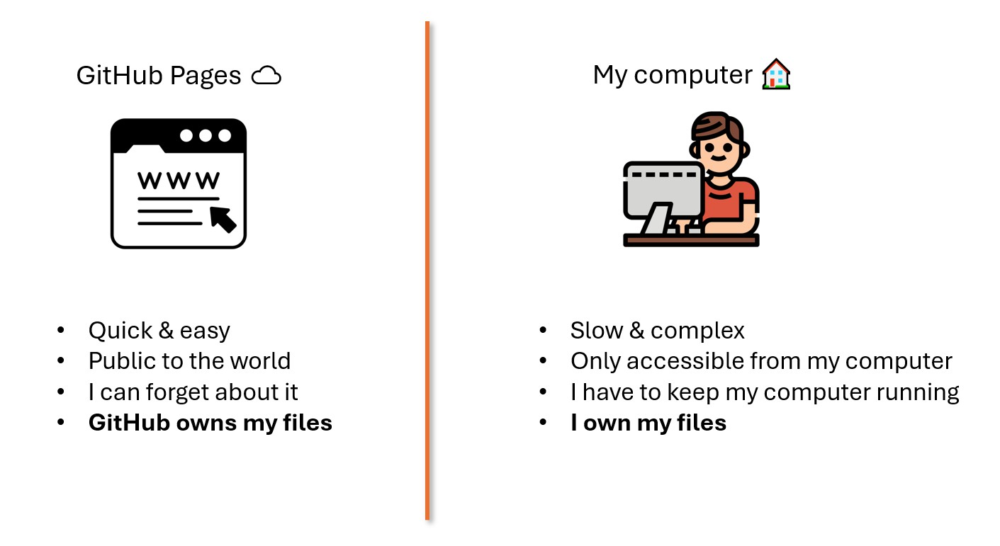 GitHub Pages
WWW
• Quick & easy
• Public to the world
• I can forget about it
• GitHub owns my files
My computer
• Slow & complex
• Only accessible from my computer
• I have to keep my computer running
• I own my files